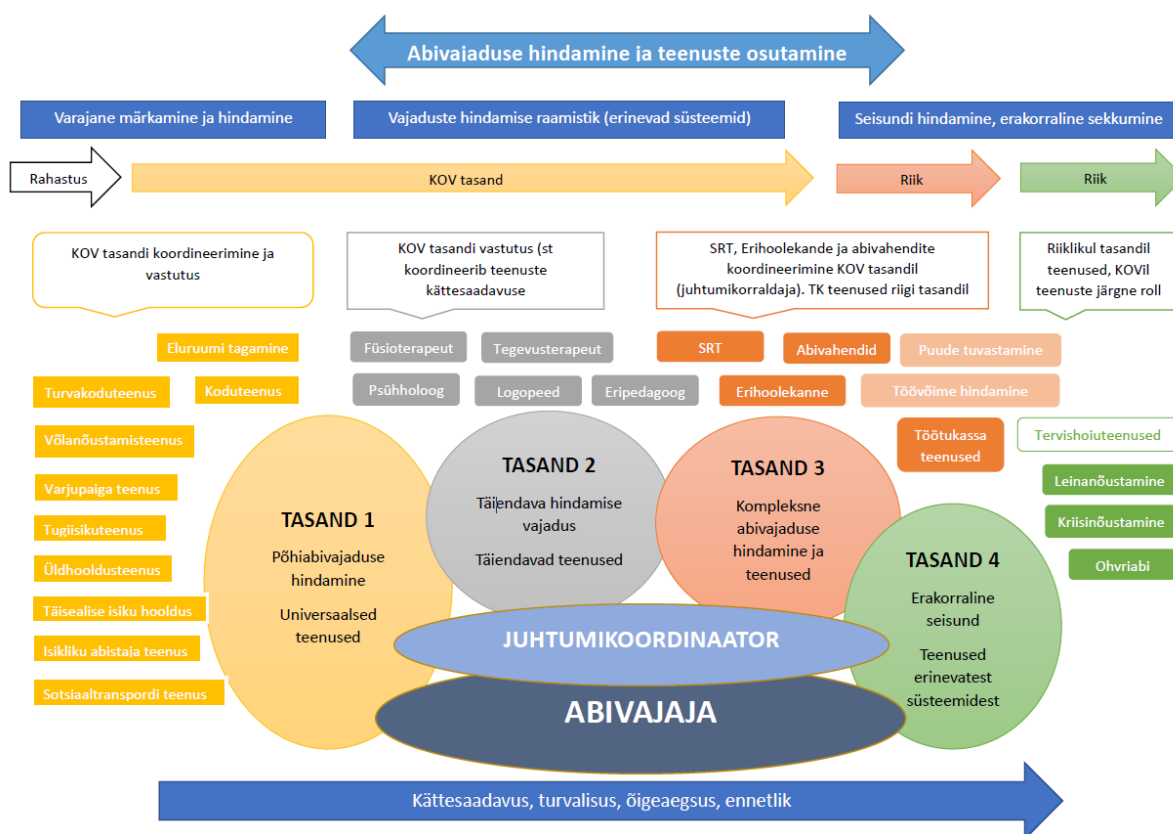 Abivajaduse hindamine ja teenuste osutamine
Varajane märkamine ja hindamine
Vajaduste hindamise raamistik (erinevad süsteemid)
Seisundi hindamine, erakorraline sekkumine
Rahastus
KOV tasand
Riik
Riik
KOV tasandi koordineerimine ja
vastutus
KOV tasandi vastutus (st
koordineerib teenuste
kättesaadavuse
SRT, Erihoolekande ja abivahendite
koordineerimine KOV tasandil
(juhtumikorraldaja). TK teenused riigi tasandil
Riiklikul tasandil
teenused, KOVil
teenuste järgne roll
Eluruumi tagamine
Turvakoduteenus
Koduteenus
Võlanõustamisteenus
Varjupaiga teenus
Tugiisikuteenus
Üldhooldusteenus
Täisealise isiku hooldus
Isikliku abistaja teenus
Sotsiaaltranspordi teenus
Füsioterapeut
Tegevusterapeut
Psühholoog
Logopeed
Eripedagoog
SRT
Abivahendid
Puude tuvastamine
Erihoolekanne
Töövõime hindamine
Töötukassa
teenused
Tervishoiuteenused
Leinanõustamine
Kriisinõustamine
Ohvriabi
TASAND 1
Põhiabivajaduse
hindamine
Universaalsed
teenused
TASAND 2
Täiendava hindamise
vajadus
Täiendavad teenused
TASAND 3
Kompleksne
abivajaduse
hindamine ja
teenused
TASAND 4
Erakorraline
seisund
Teenused
erinevatest
süsteemidest
JUHTUMIKOORDINAATOR
ABIVAJAJA
Kättesaadavus, turvalisus, õigeaegsus, ennetlik